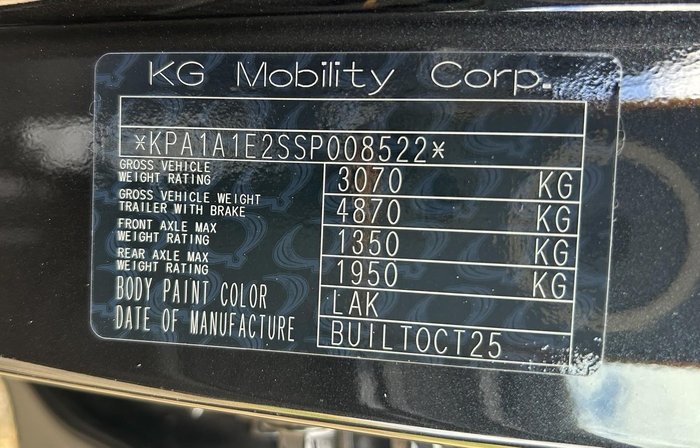 KG Mobility Corp.
*KPA1A1E2SSP008522*
GROSS VEHICLE
WEIGHT RATING 3070 KG
GROSS VEHICLE WEIGHT
TRAILER WITH BRAKE 4870 KG
FRONT AXLE MAX
WEIGHT RATING 1350 KG
REAR AXLE MAX
WEIGHT RATING 1950 KG
BODY PAINT COLOR LAK
DATE OF MANUFACTURE BUILTOCT25